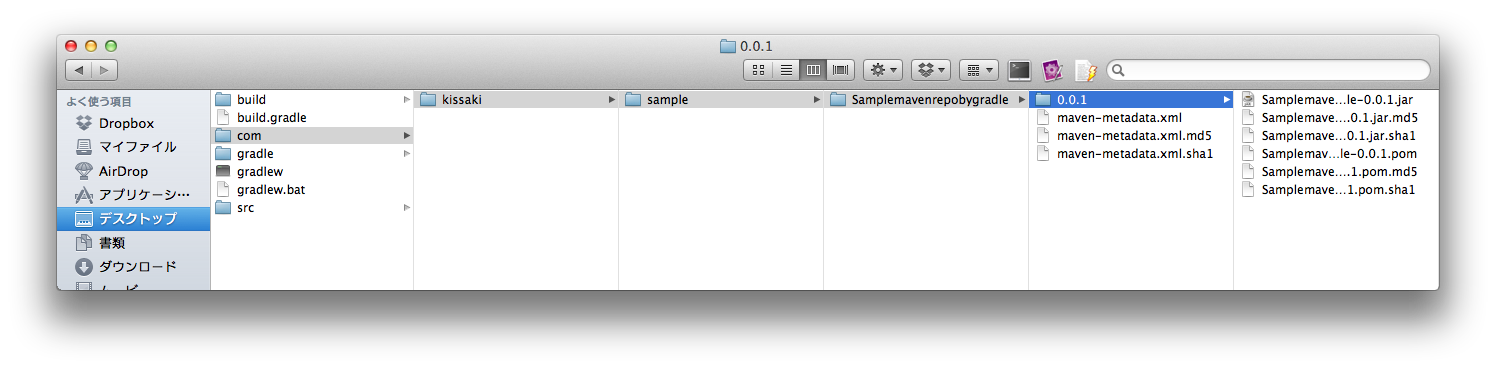 0.0.1
よく使う項目
Dropbox
マイファイル
AirDrop
アプリケーシ…
デスクトップ
書類
ダウンロード
build
build.gradle
com
gradle
gradlew
gradlew.bat
src
kissaki
sample
Samplemavenrepobygradle
0.0.1
maven-metadata.xml
maven-metadata.xml.md5
maven-metadata.xml.sha1
Samplemave...le-0.0.1.jar
Samplemave....0.1.jar.md5
Samplemave...0.1.jar.sha1
Samplemav...le-0.0.1.pom
Samplemave....1.pom.md5
Samplemave...1.pom.sha1